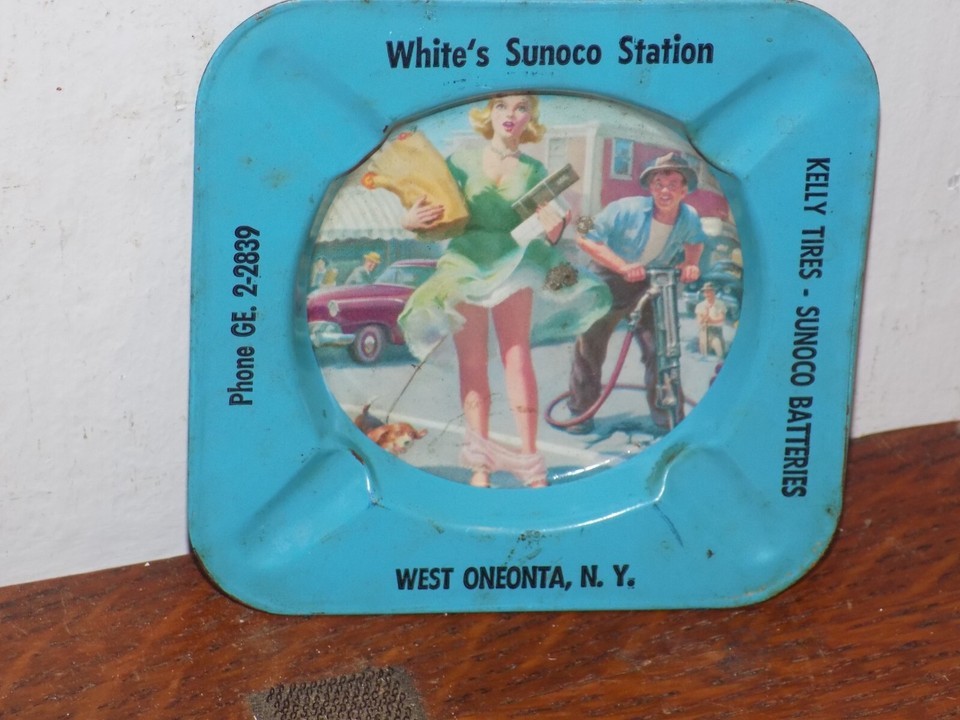 White's Sunoco Station
Phone GE. 2-2839
KELLY TIRES - SUNOCO BATTERIES
WEST ONEONTA, N. Y.